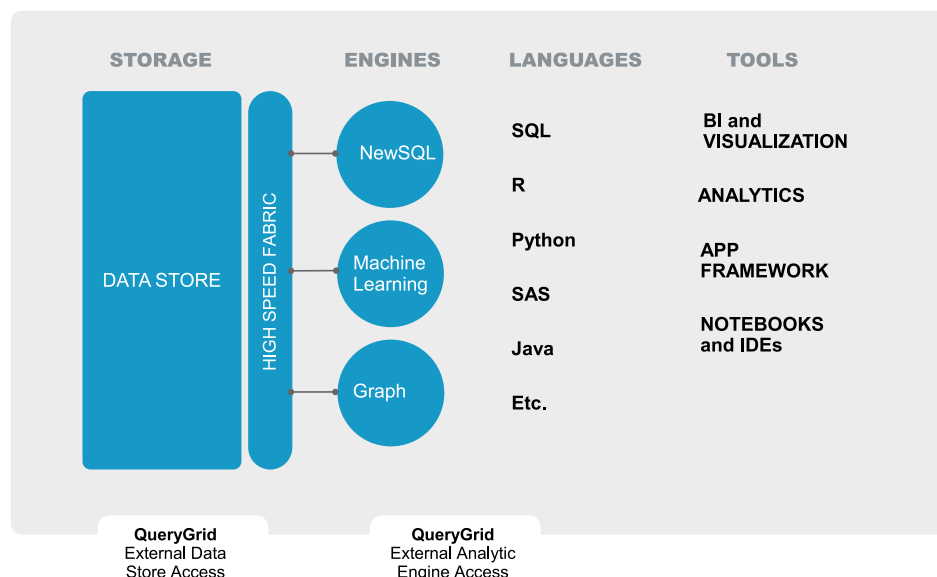 STORAGE
ENGINES
LANGUAGES
TOOLS
DATA STORE
HIGH SPEED FABRIC
NewSQL
Machine
Learning
Graph
SQL
R
Python
SAS
Java
Etc.
BI and
VISUALIZATION
ANALYTICS
APP
FRAMEWORK
NOTEBOOKS
and IDEs
QueryGrid
External Data
Store Access
QueryGrid
External Analytic
Engine Access